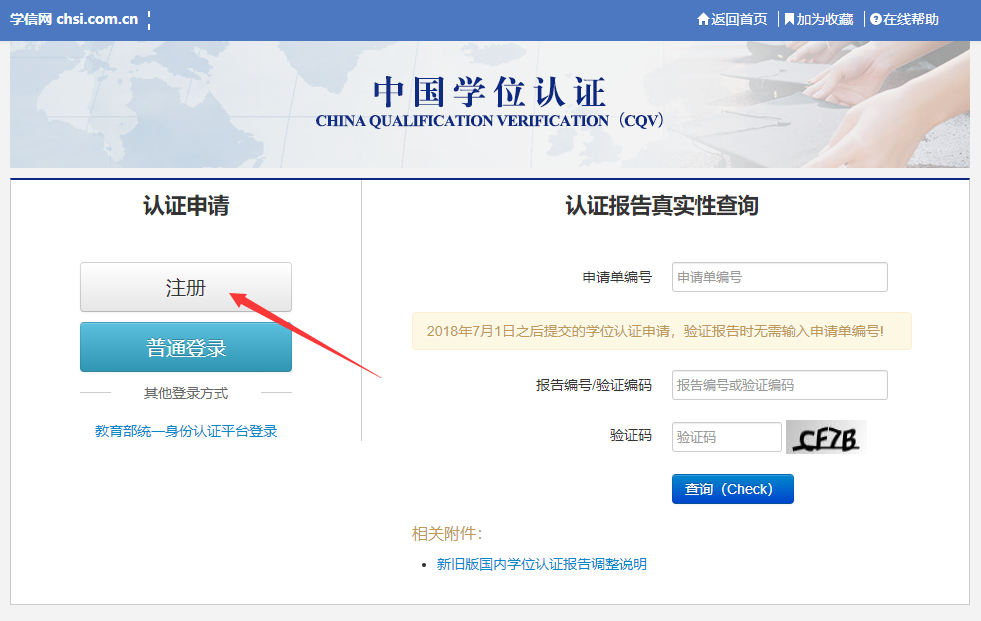 学信网 chsi.com.cn
返回首页 加为收藏 在线帮助
中国学位认证
CHINA QUALIFICATION VERIFICATION（CQV）
认证申请
注册
普通登录
其他登录方式
教育部统一身份认证平台登录
认证报告真实性查询
申请单编号 申请单编号
2018年7月1日之后提交的学位认证申请，验证报告时无需输入申请单编号!
报告编号/验证编码 报告编号或验证编码
验证码 验证码 CF7B
查询（Check）
相关附件：
新旧版国内学位认证报告调整说明